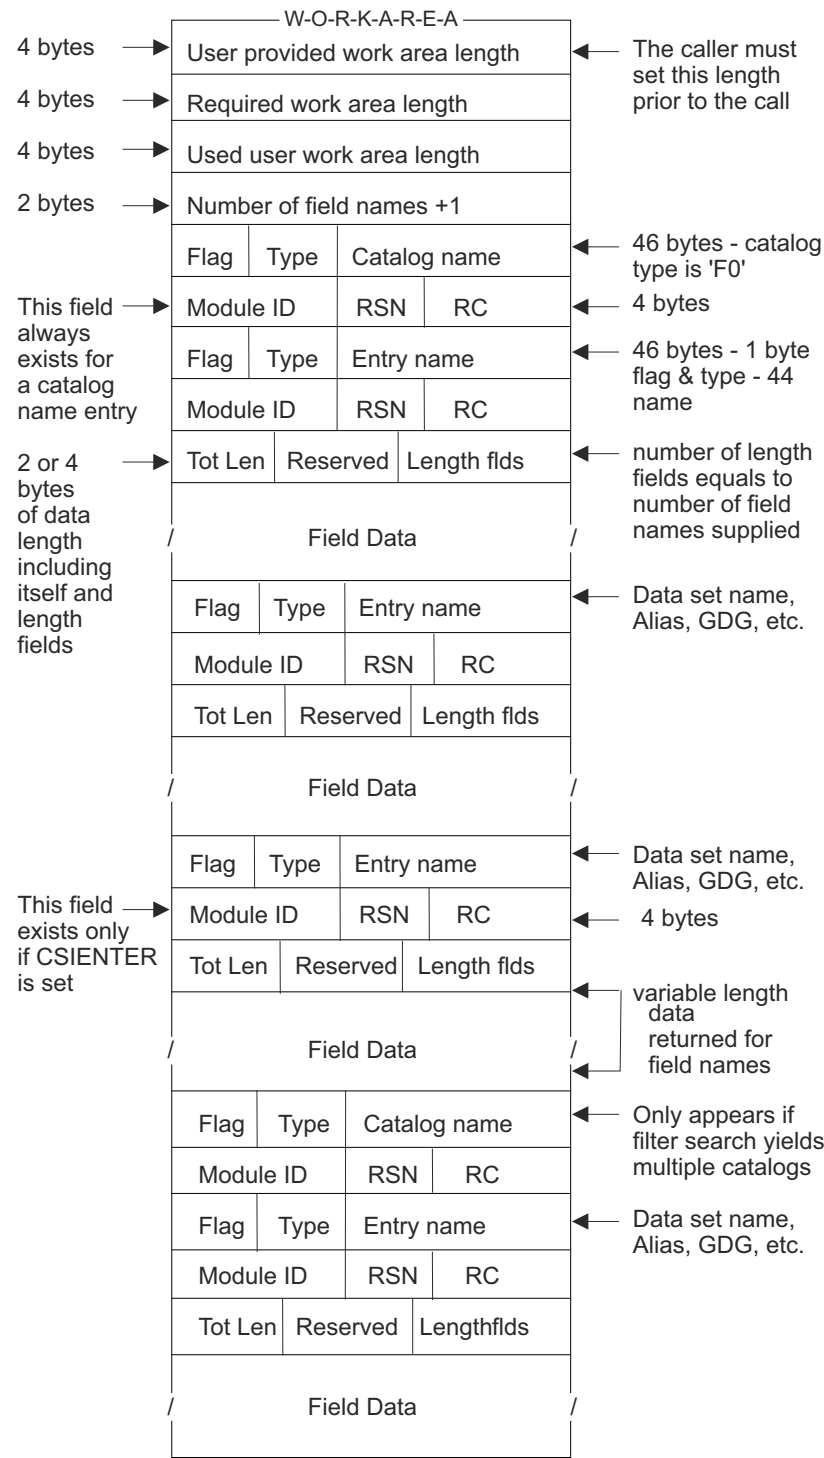 W-O-R-K-A-R-E-A
4 bytes
User provided work area length
The caller must
set this length
prior to the call
4 bytes
Required work area length
4 bytes
Used user work area length
2 bytes
Number of field names +1
Flag Type Catalog name
46 bytes - catalog
type is 'F0'
This field
always
exists for
a catalog
name entry
Module ID RSN RC
4 bytes
Flag Type Entry name
46 bytes - 1 byte
flag & type - 44
name
Module ID RSN RC
2 or 4
bytes
of data
length
including
itself and
length
fields
Tot Len Reserved Length flds
number of length
fields equals to
number of field
names supplied
/ Field Data /
Flag Type Entry name
Data set name,
Alias, GDG, etc.
Module ID RSN RC
Tot Len Reserved Length flds
/ Field Data /
Flag Type Entry name
Data set name,
Alias, GDG, etc.
This field
exists only
if CSIENTER
is set
Module ID RSN RC
4 bytes
Tot Len Reserved Length flds
variable length
data
returned for
field names
/ Field Data /
Flag Type Catalog name
Only appears if
filter search yields
multiple catalogs
Module ID RSN RC
Flag Type Entry name
Data set name,
Alias, GDG, etc.
Module ID RSN RC
Tot Len Reserved Lengthflds
/ Field Data /